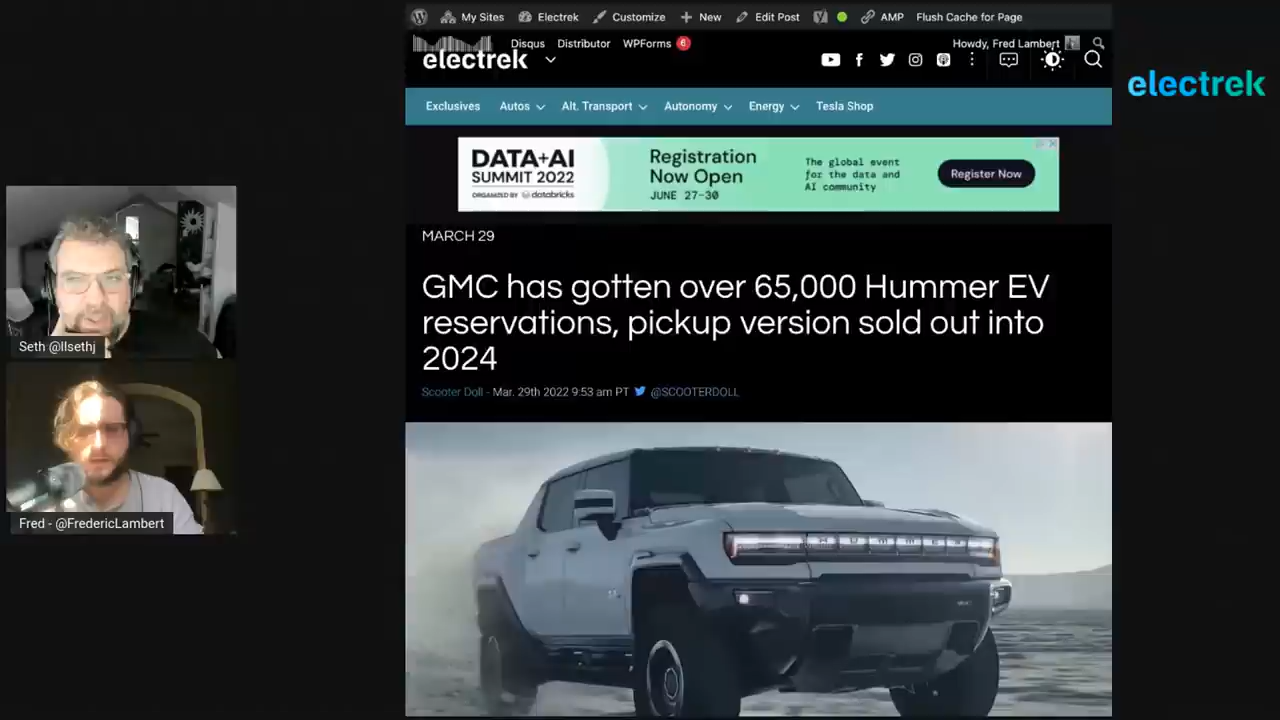 My Sites Electrek Customize New Edit Post AMP Flush Cache for Page
Disqus Distributor WPForms 6 Howdy, Fred Lambert
electrek
Exclusives Autos Alt. Transport Autonomy Energy Tesla Shop
electrek
DATA+AI
SUMMIT 2022
ORGANIZED BY databricks
Registration
Now Open
JUNE 27-30
The global event
for the data and
AI community
Register Now
MARCH 29
GMC has gotten over 65,000 Hummer EV
reservations, pickup version sold out into
2024
Scooter Doll - Mar. 29th 2022 9:53 am PT @SCOOTERDOLL
HUMMER
Seth @llsethj
Fred - @FredericLambert